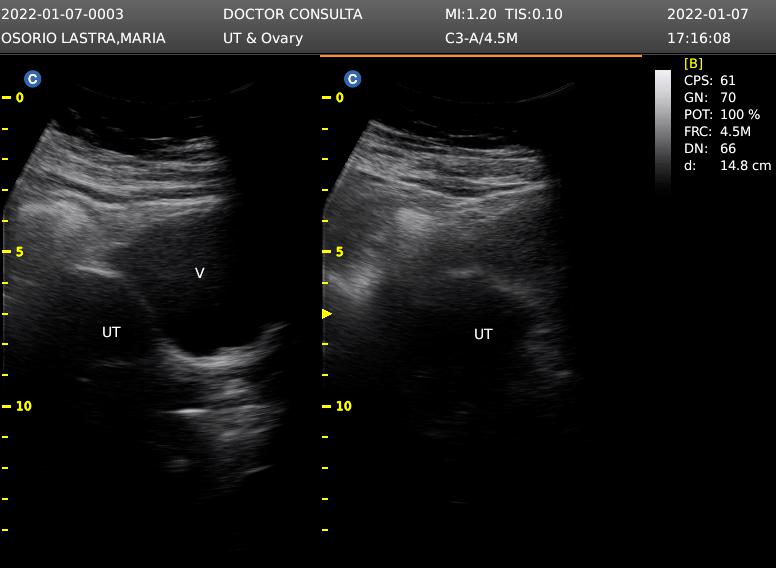 2022-01-07-0003 DOCTOR CONSULTA MI:1.20 TIS:0.10 2022-01-07
OSORIO LASTRA,MARIA UT & Ovary C3-A/4.5M 17:16:08
[B]
CPS: 61
GN: 70
POT: 100 %
FRC: 4.5M
DN: 66
d: 14.8 cm
C
0
5
10
V
UT
C
0
5
10
UT